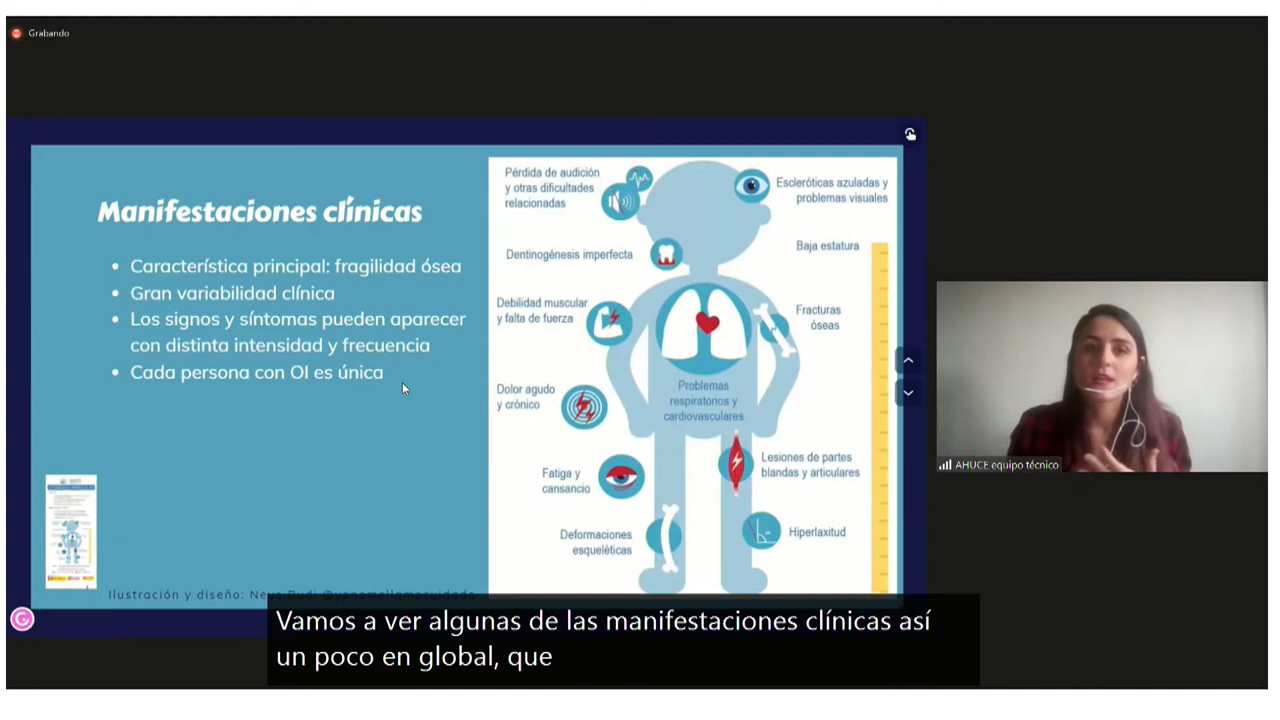 Grabando
Manifestaciones clínicas
• Característica principal: fragilidad ósea
• Gran variabilidad clínica
• Los signos y síntomas pueden aparecer
con distinta intensidad y frecuencia
• Cada persona con OI es única
Pérdida de audición
y otras dificultades
relacionadas
Escleróticas azuladas y
problemas visuales
Dentinogénesis imperfecta
Baja estatura
Debilidad muscular
y falta de fuerza
Fracturas
óseas
Problemas
respiratorios y
cardiovasculares
Dolor agudo
y crónico
Lesiones de partes
blandas y articulares
Fatiga y
cansancio
Deformaciones
esqueléticas
Hiperlaxitud
Ilustración y diseño:
AHUCE equipo técnico
Vamos a ver algunas de las manifestaciones clínicas así
un poco en global, que